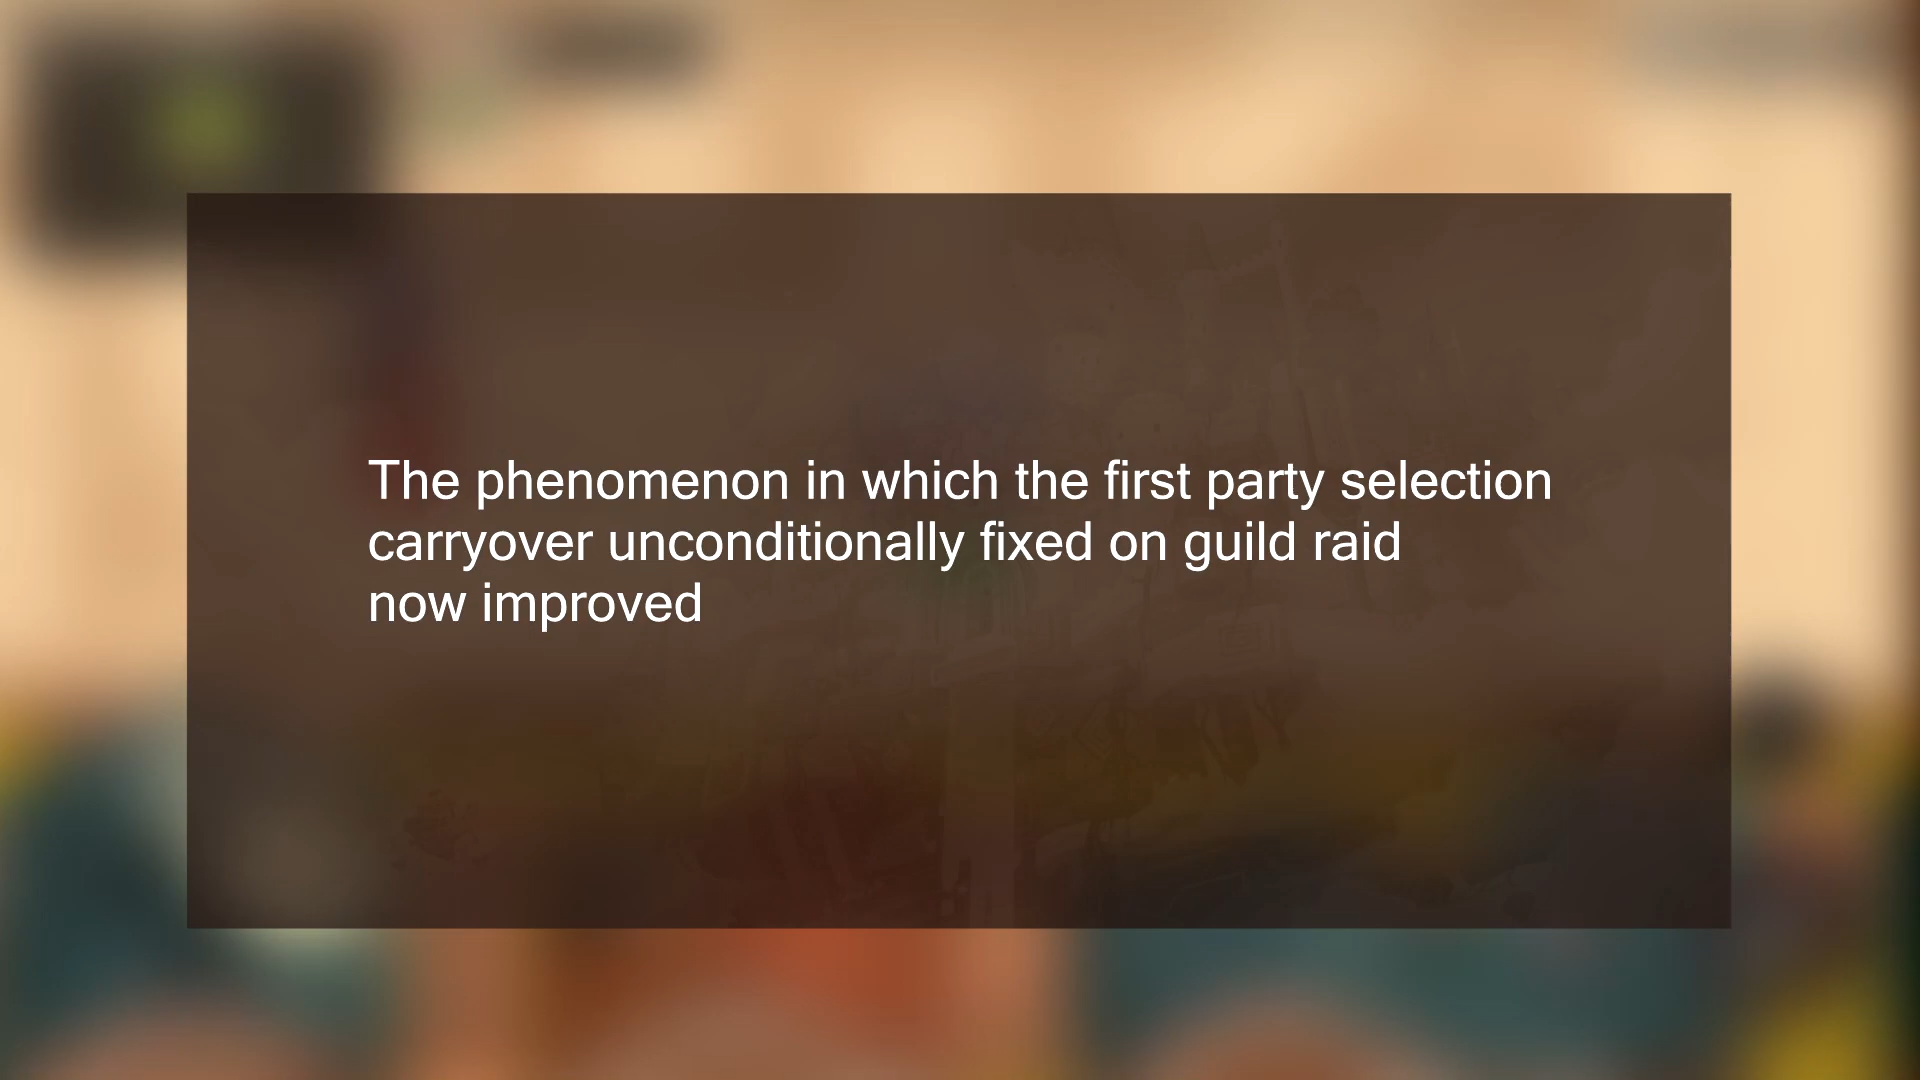 The phenomenon in which the first party selection
carryover unconditionally fixed on guild raid
now improved